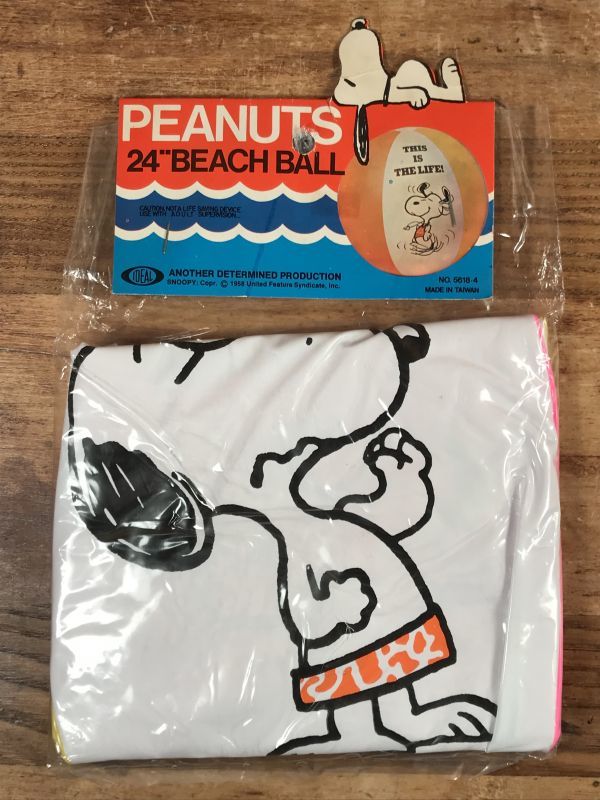 PEANUTS
24"BEACH BALL
THIS
IS
THE LIFE!
CAUTION, NOT A LIFE SAVING DEVICE
USE WITH ADULT SUPERVISION...
IDEAL
ANOTHER DETERMINED PRODUCTION
SNOOPY: Copr. © 1958 United Feature Syndicate, Inc.
NO. 5618-4
MADE IN TAIWAN